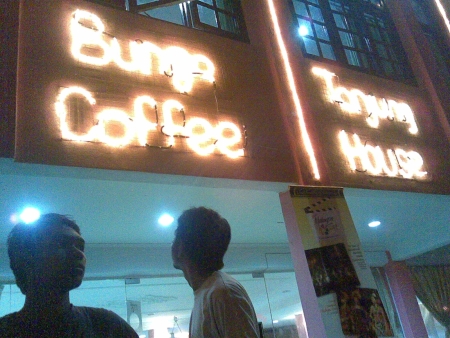 Bunga
Coffee
Tanjung
House